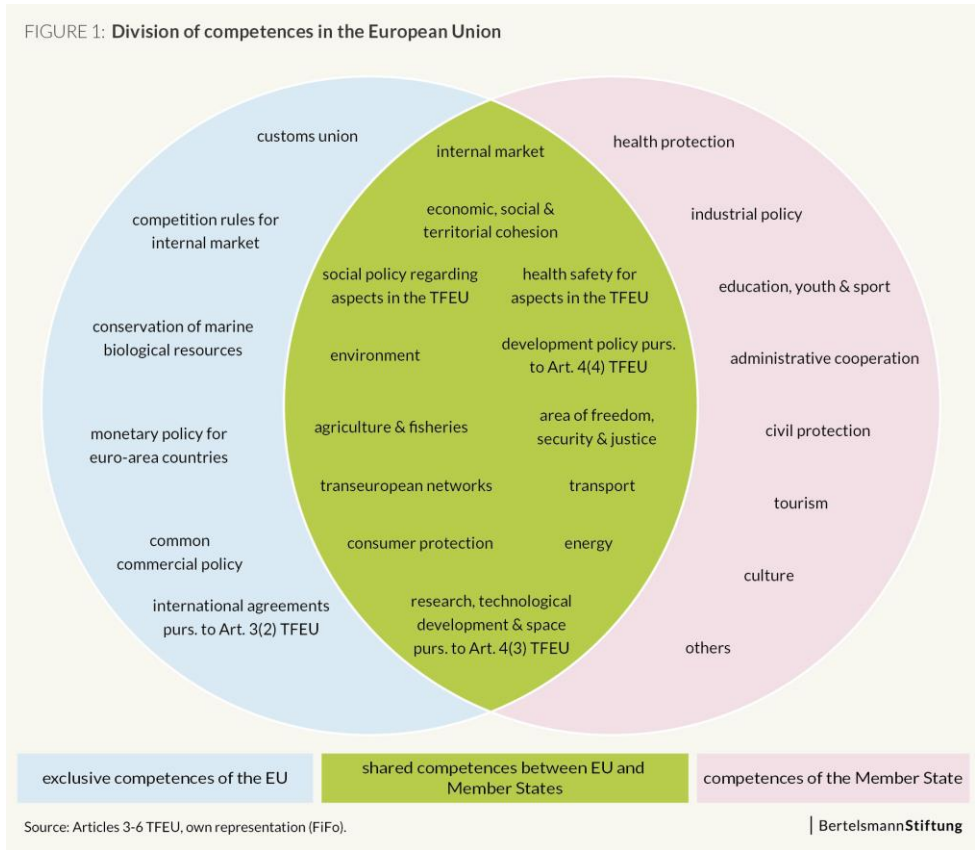 FIGURE 1: Division of competences in the European Union
customs union
competition rules for
internal market
conservation of marine
biological resources
monetary policy for
euro-area countries
common
commercial policy
international agreements
purs. to Art. 3(2) TFEU
internal market
economic, social &
territorial cohesion
social policy regarding
aspects in the TFEU
health safety for
aspects in the TFEU
environment
development policy purs.
to Art. 4(4) TFEU
agriculture & fisheries
area of freedom,
security & justice
transeuropean networks
transport
consumer protection
energy
research, technological
development & space
purs. to Art. 4(3) TFEU
health protection
industrial policy
education, youth & sport
administrative cooperation
civil protection
tourism
culture
others
exclusive competences of the EU
shared competences between EU and
Member States
competences of the Member State
Source: Articles 3-6 TFEU, own representation (FiFo).
BertelsmannStiftung